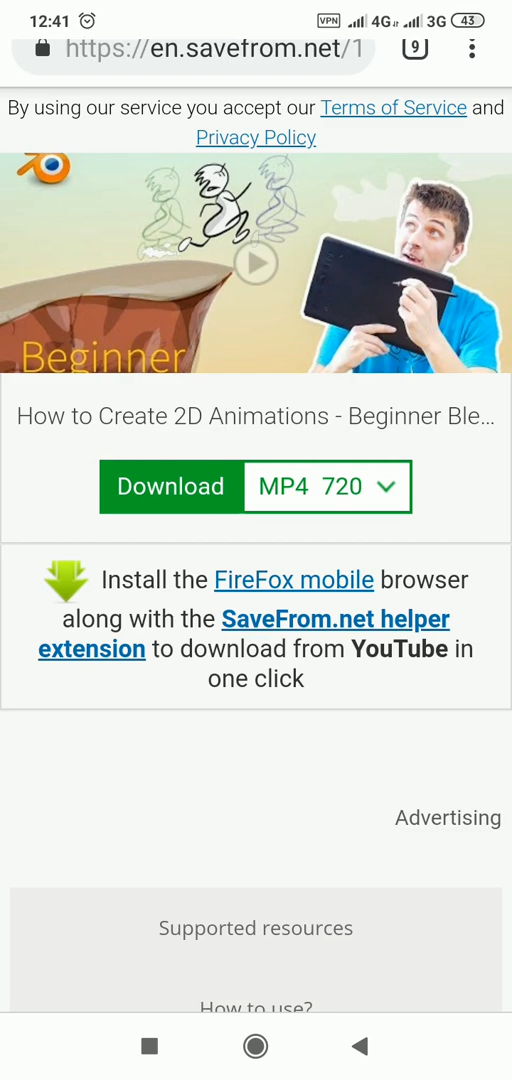 12:41 VPN 4G 3G 43
https://en.savefrom.net/1 9
By using our service you accept our Terms of Service and
Privacy Policy
Beginner
How to Create 2D Animations - Beginner Ble...
Download MP4 720
Install the FireFox mobile browser
along with the SaveFrom.net helper
extension to download from YouTube in
one click
Advertising
Supported resources
How to use?